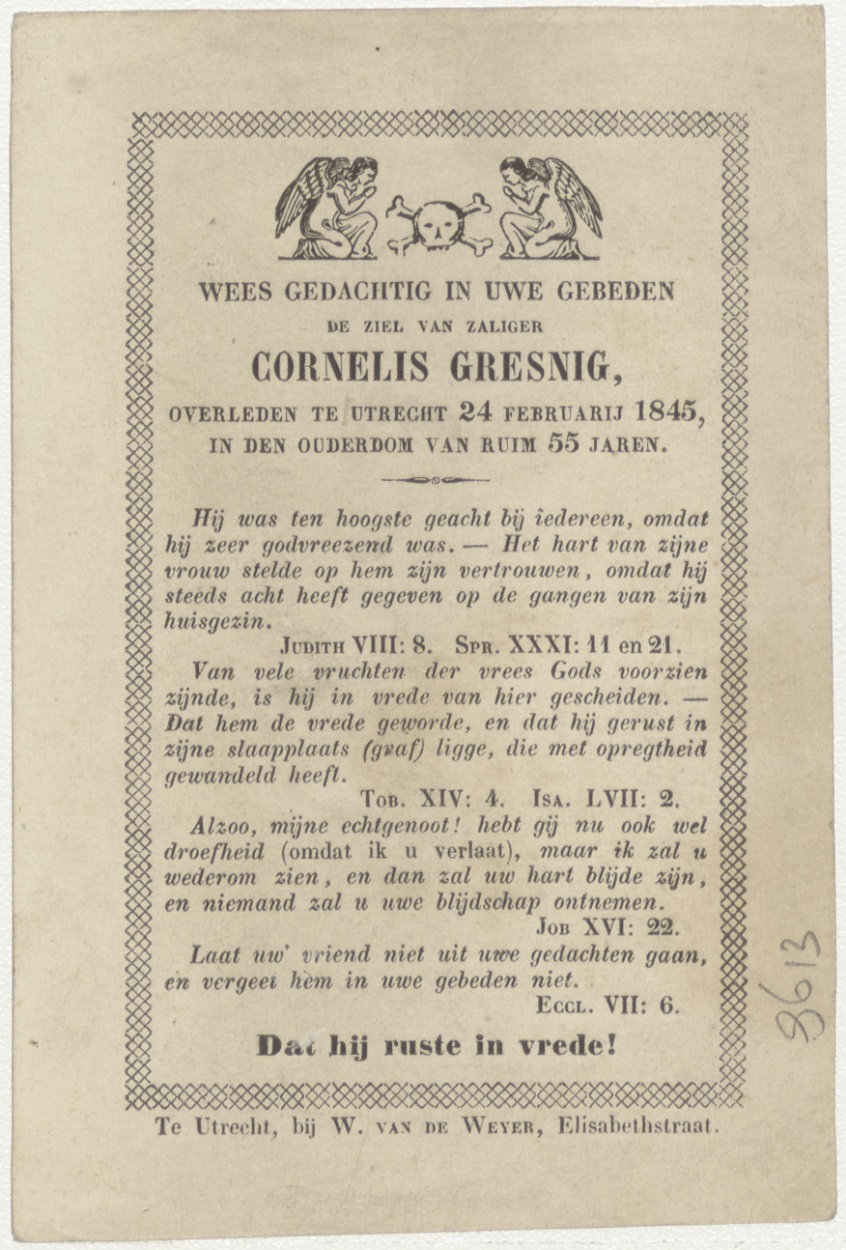 WEES GEDACHTIG IN UWE GEBEDEN
DE ZIEL VAN ZALIGER
CORNELIS GRESNIG,
OVERLEDEN TE UTRECHT 24 FEBRUARIJ 1845,
IN DEN OUDERDOM VAN RUIM 55 JAREN.
Hij was ten hoogste geacht bij iedereen, omdat
hij zeer godvreezend was. — Het hart van zijne
vrouw stelde op hem zijn vertrouwen, omdat hij
steeds acht heeft gegeven op de gangen van zijn
huisgezin.
JUDITH VIII: 8. SPR. XXXI: 11 en 21.
Van vele vruchten der vrees Gods voorzien
zijnde, is hij in vrede van hier gescheiden. —
Dat hem de vrede geworde, en dat hij gerust in
zijne slaapplaats (graf) ligge, die met opregtheid
gewandeld heeft.
TOB. XIV: 4. ISA. LVII: 2.
Alzoo, mijne echtgenoot! hebt gij nu ook wel
droefheid (omdat ik u verlaat), maar ik zal u
wederom zien, en dan zal uw hart blijde zijn,
en niemand zal u uwe blijdschap ontnemen.
JOB XVI: 22.
Laat uw' vriend niet uit uwe gedachten gaan,
en vergeet hem in uwe gebeden niet.
ECCL. VII: 6.
Dat hij ruste in vrede!
Te Utrecht, bij W. VAN DE WEYER, Elisabethstraat.
8613